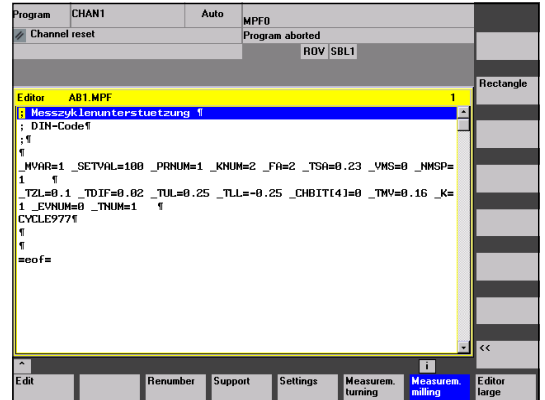 Program CHAN1 Auto MPF0
Channel reset Program aborted
ROV SBL1
Rectangle
Editor AB1.MPF 1
; Messzyklenunterstuetzung ¶
; DIN-Code¶
;¶
¶
_MVAR=1 _SETVAL=100 _PRNUM=1 _KNUM=2 _FA=2 _TSA=0.23 _VMS=0 _NMSP=
1 ¶
_TZL=0.1 _TDIF=0.02 _TUL=0.25 _TLL=-0.25 _CHBIT[4]=0 _TMV=0.16 _K=
1 _EVNUM=0 _TNUM=1 ¶
CYCLE977¶
¶
¶
=eof=
<<
^ i
Edit Renumber Support Settings Measurem. turning Measurem. milling Editor large